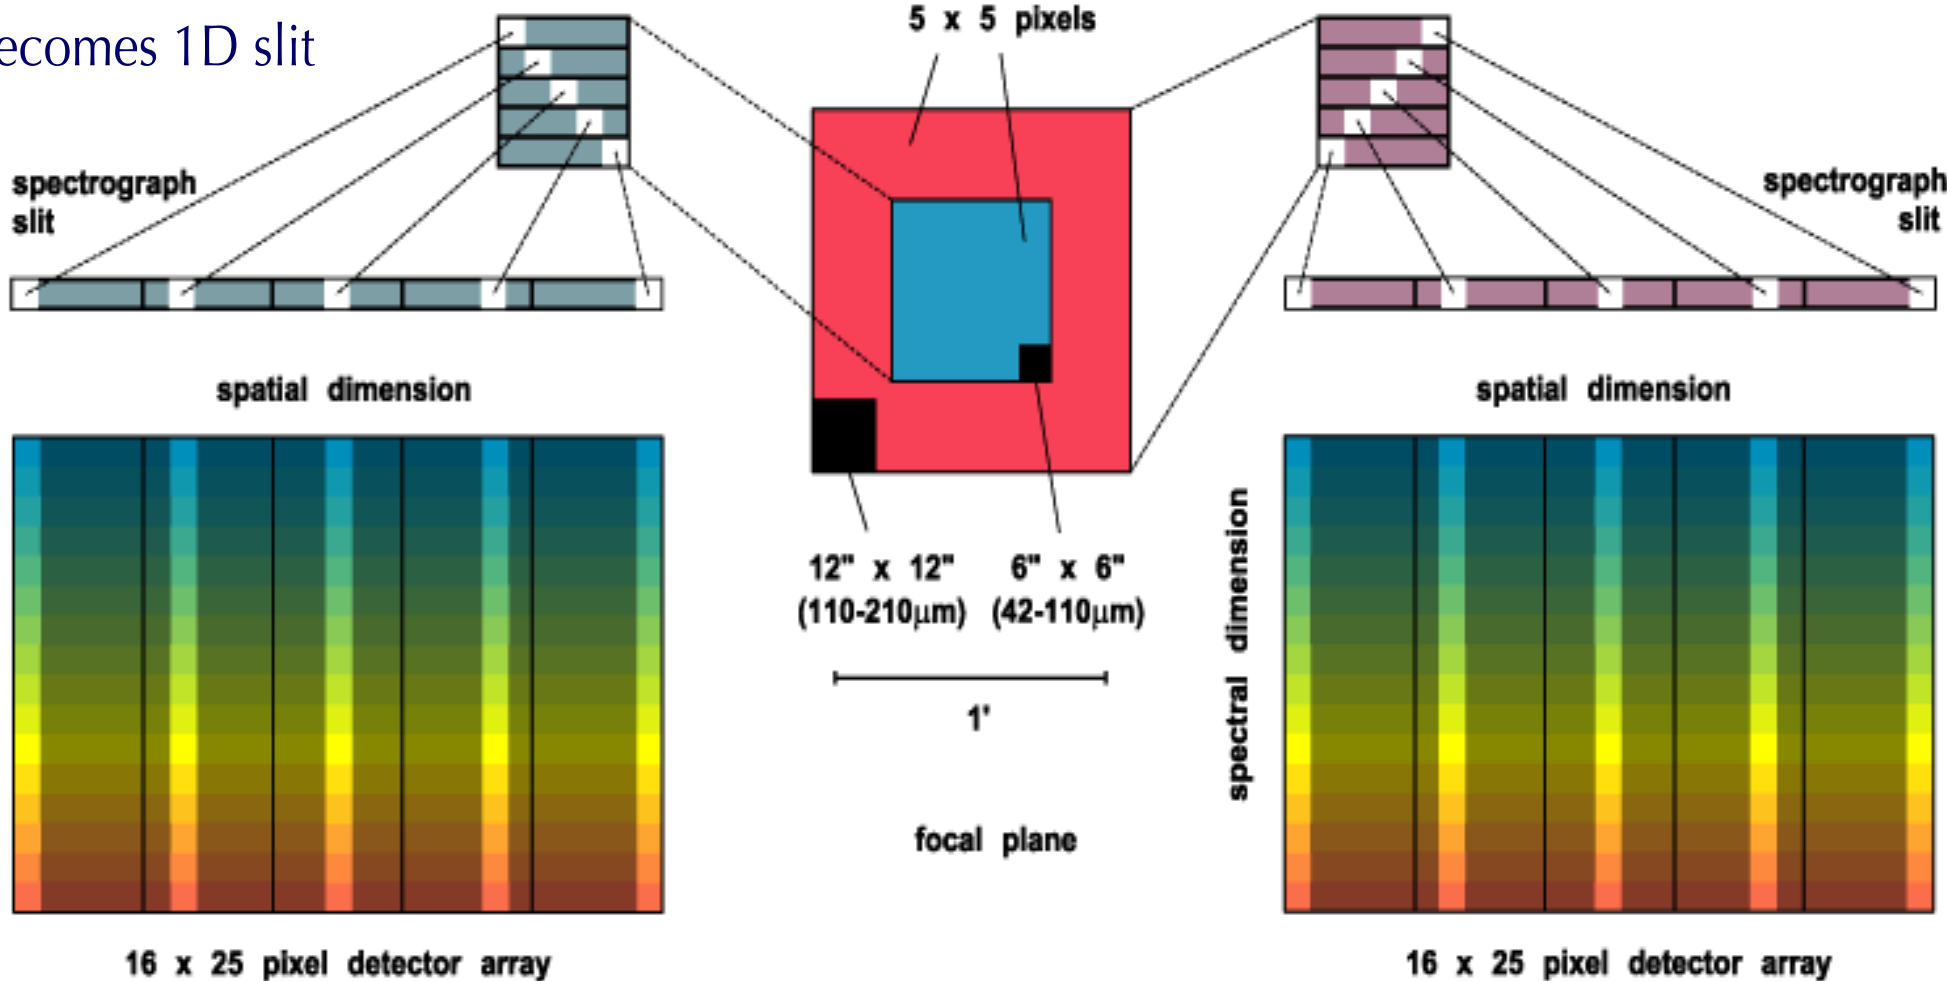 ecomes 1D slit
5 x 5 pixels
spectrograph
slit
spectrograph
slit
spatial dimension
spatial dimension
12" x 12"
(110-210µm)
6" x 6"
(42-110µm)
1'
spectral dimension
focal plane
16 x 25 pixel detector array
16 x 25 pixel detector array